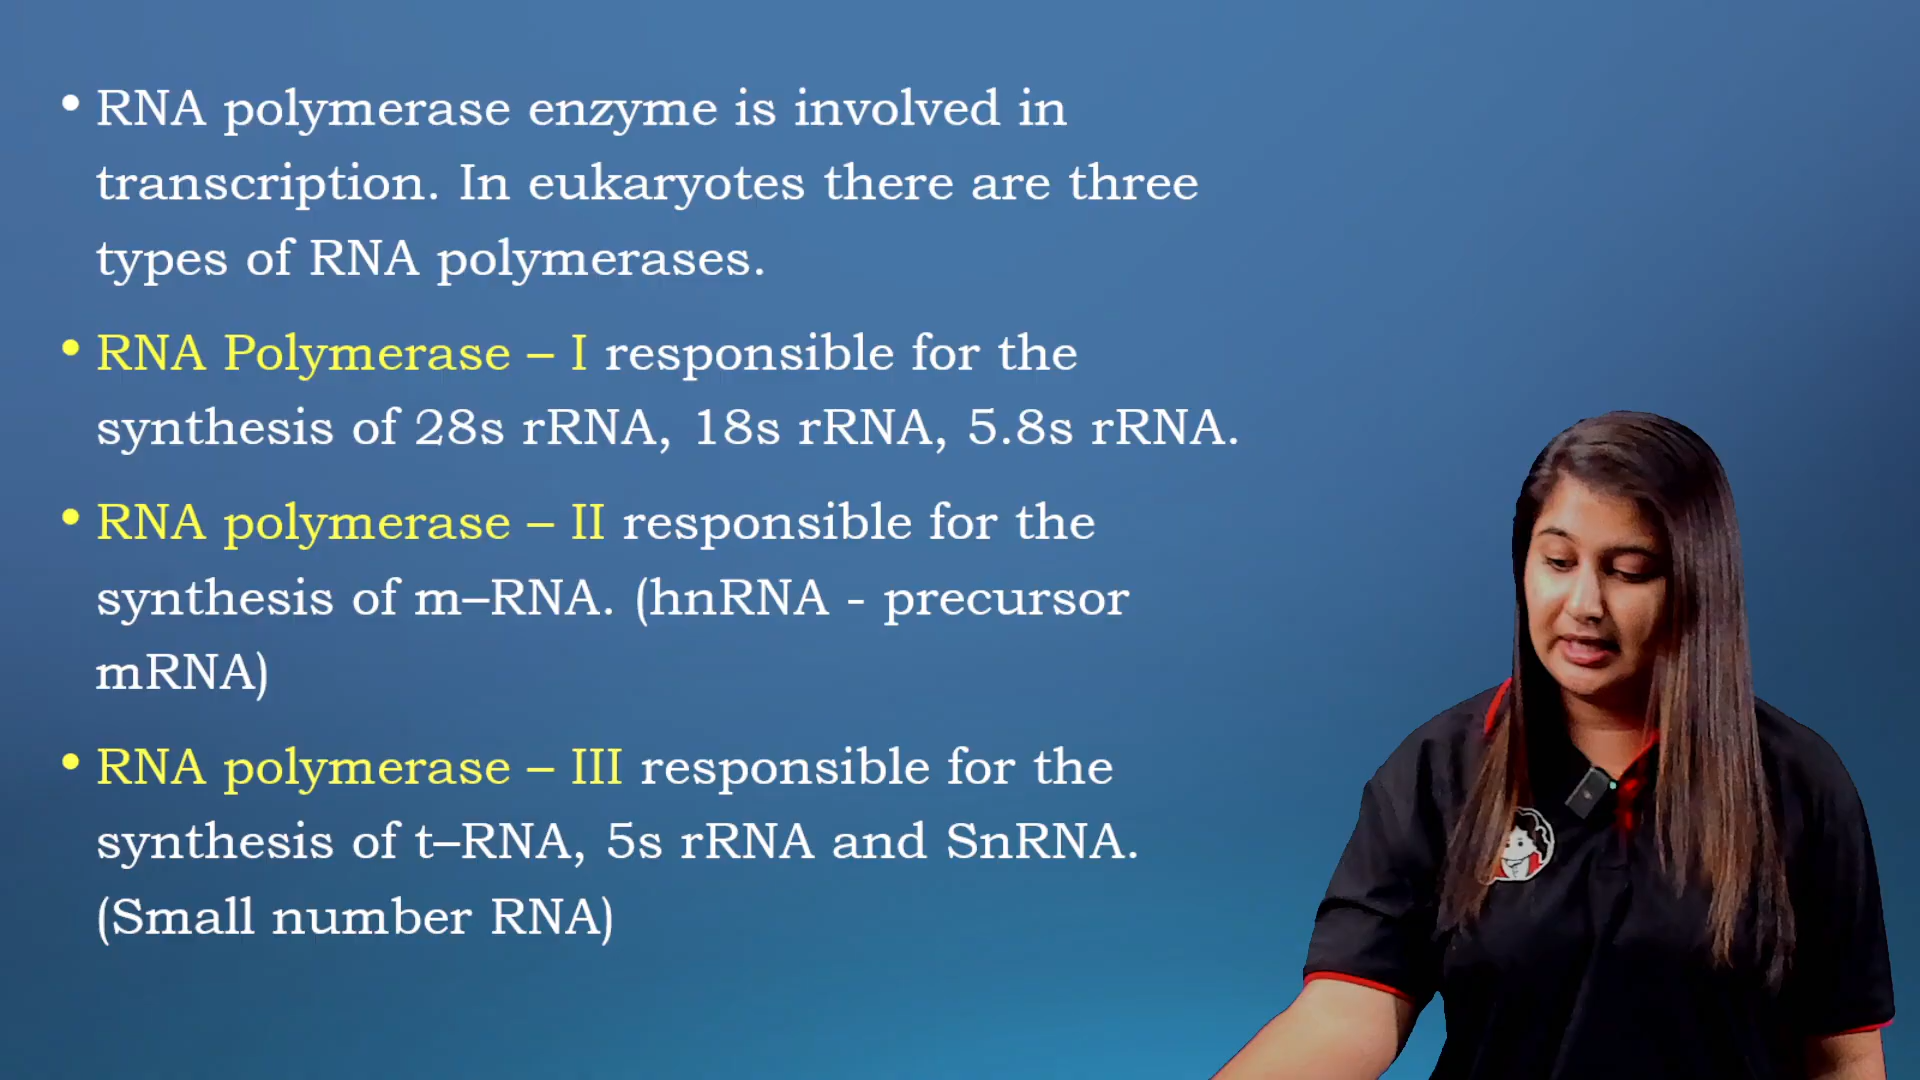 • RNA polymerase enzyme is involved in
transcription. In eukaryotes there are three
types of RNA polymerases.
• RNA Polymerase – I responsible for the
synthesis of 28s rRNA, 18s rRNA, 5.8s rRNA.
• RNA polymerase – II responsible for the
synthesis of m–RNA. (hnRNA - precursor
mRNA)
• RNA polymerase – III responsible for the
synthesis of t–RNA, 5s rRNA and SnRNA.
(Small number RNA)